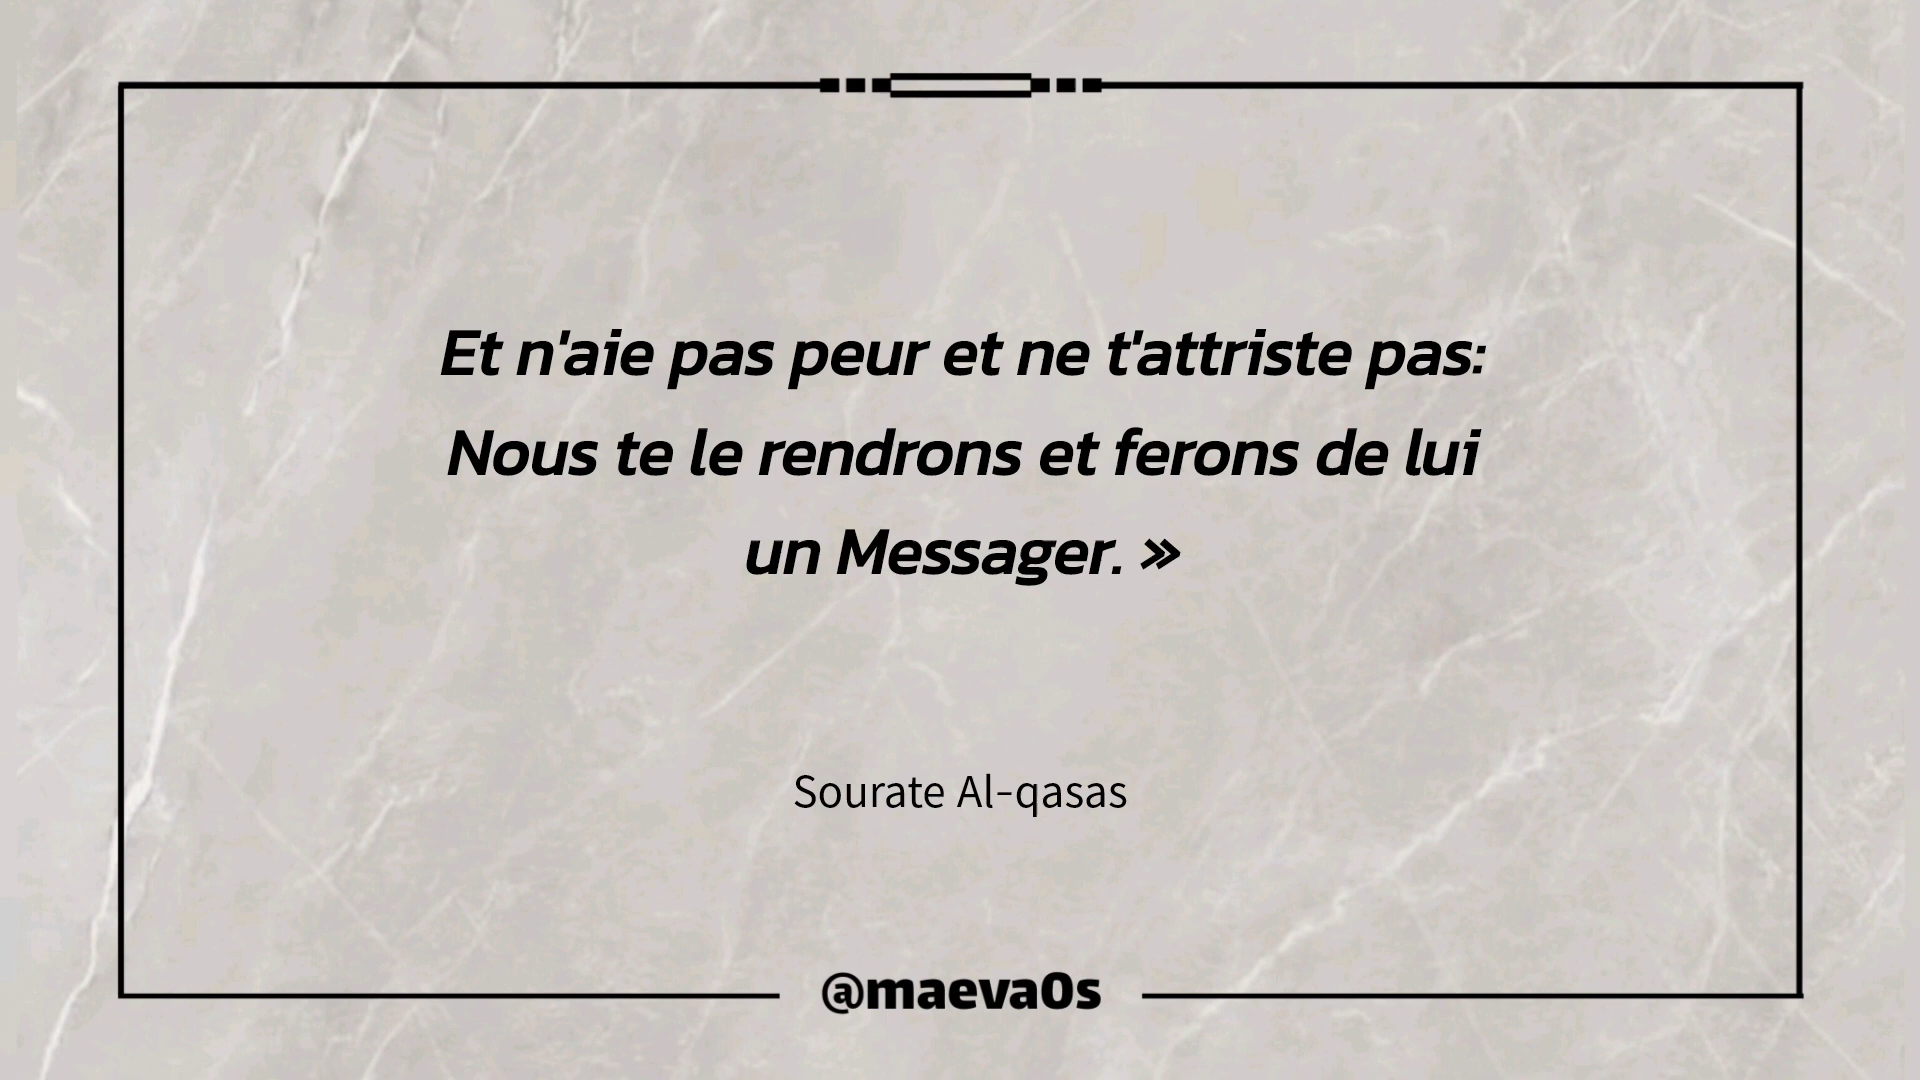 Et n'aie pas peur et ne t'attriste pas:
Nous te le rendrons et ferons de lui
un Messager. »
Sourate Al-qasas
@maeva0s